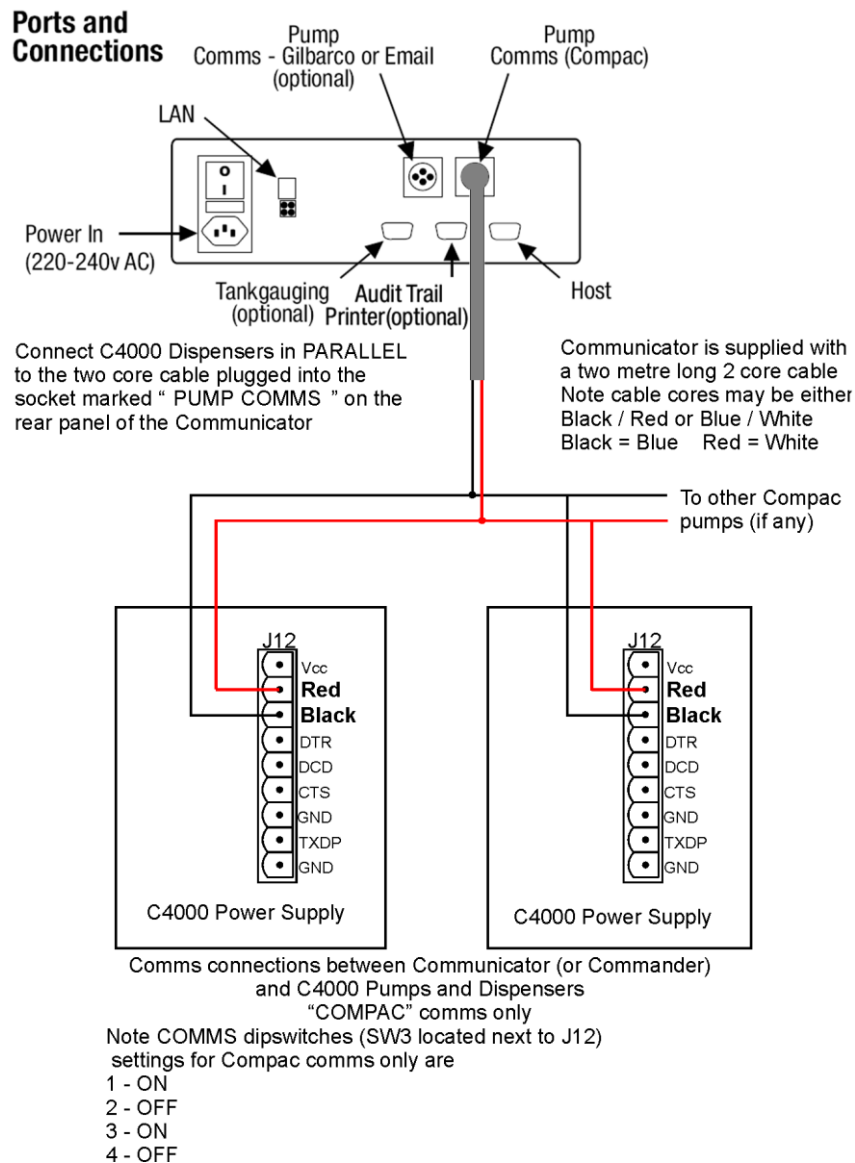 Ports and
Connections
Pump
Comms - Gilbarco or Email
(optional)
Pump
Comms (Compac)
LAN
O
I
Power In
(220-240v AC)
Tankgauging
(optional)
Audit Trail
Printer(optional)
Host
Connect C4000 Dispensers in PARALLEL
to the two core cable plugged into the
socket marked “ PUMP COMMS ” on the
rear panel of the Communicator
Communicator is supplied with
a two metre long 2 core cable
Note cable cores may be either
Black / Red or Blue / White
Black = Blue Red = White
To other Compac
pumps (if any)
J12
Vcc
Red
Black
DTR
DCD
CTS
GND
TXDP
GND
C4000 Power Supply
J12
Vcc
Red
Black
DTR
DCD
CTS
GND
TXDP
GND
C4000 Power Supply
Comms connections between Communicator (or Commander)
and C4000 Pumps and Dispensers
“COMPAC” comms only
Note COMMS dipswitches (SW3 located next to J12)
settings for Compac comms only are
1 - ON
2 - OFF
3 - ON
4 - OFF